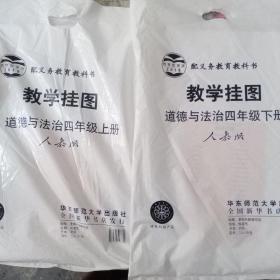 配义务教育教科书
教学挂图
道德与法治四年级上册
人教版
华东师范大学出版社
全国新华书店发行
配义务教育教科书
教学挂图
道德与法治四年级下册
人教版
华东师范大学出版社
全国新华书店